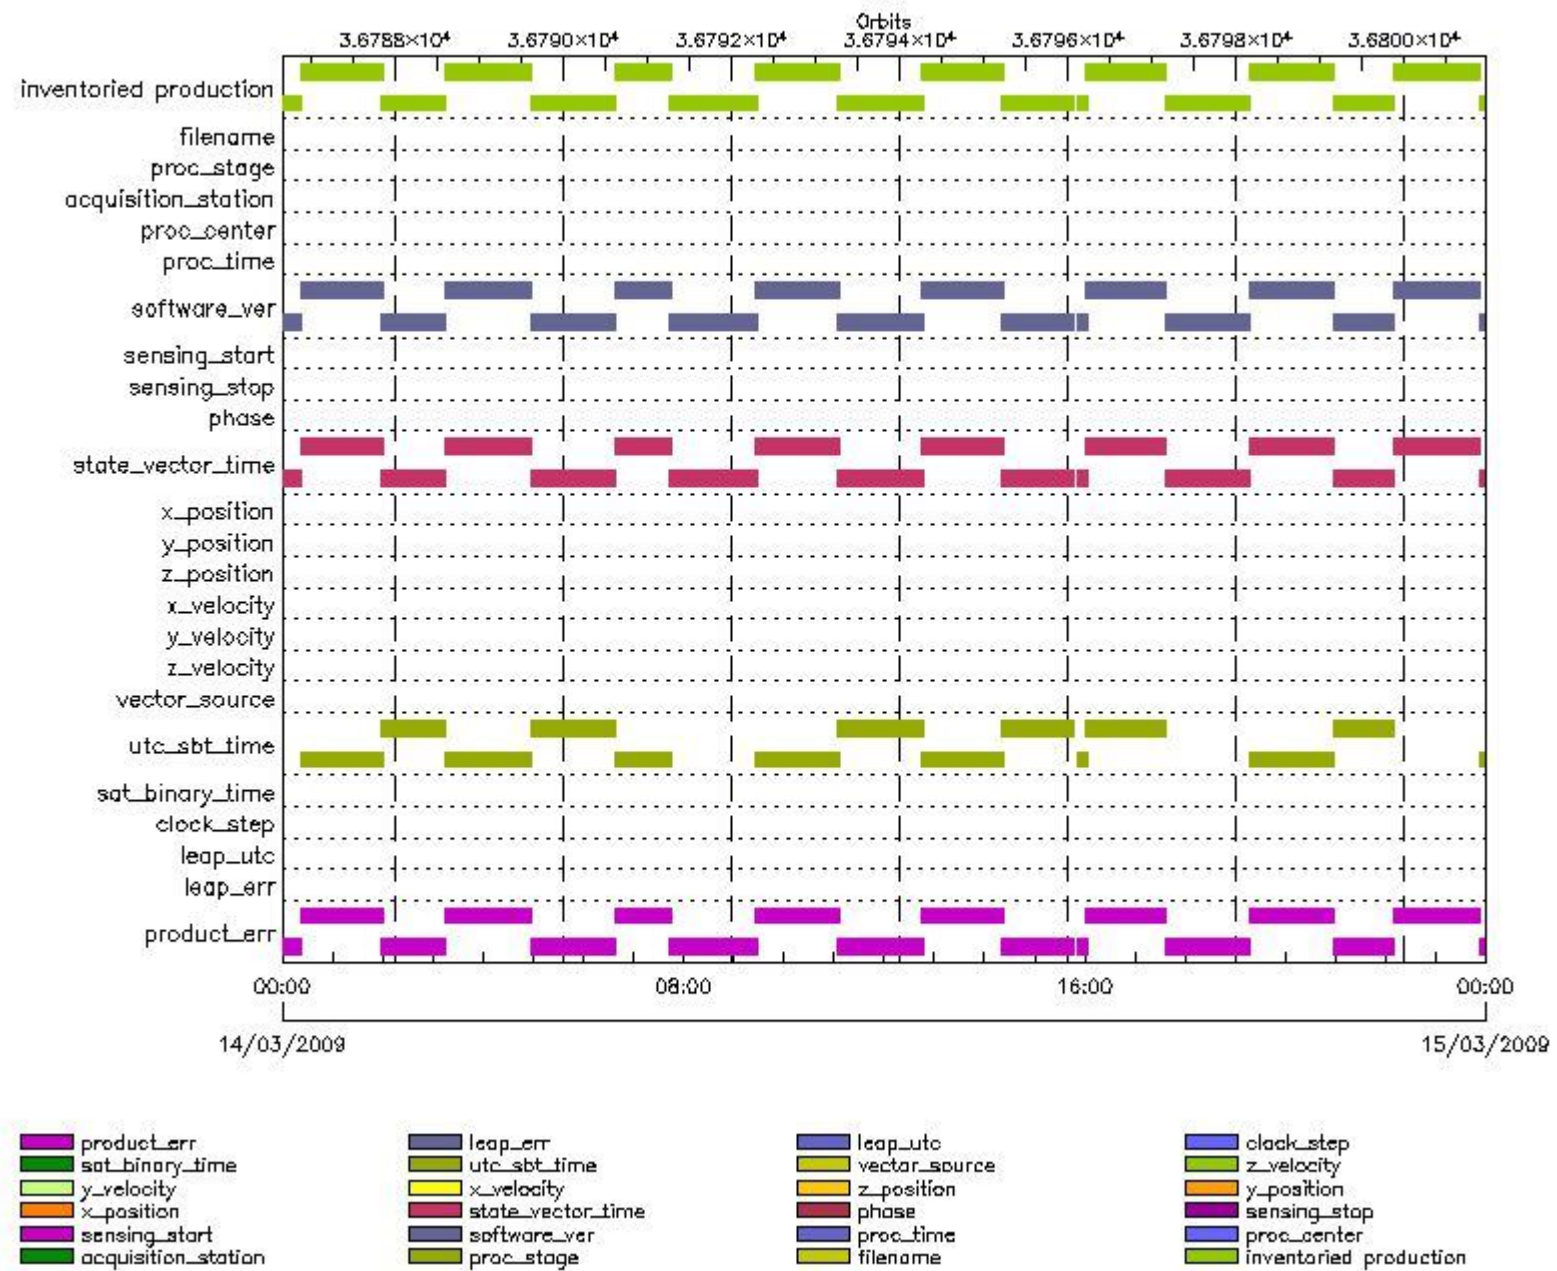 Orbits
3.6788×10⁴ 3.6790×10⁴ 3.6792×10⁴ 3.6794×10⁴ 3.6796×10⁴ 3.6798×10⁴ 3.6800×10⁴
inventoried production
filename
proc_stage
acquisition_station
proc_center
proc_time
software_ver
sensing_start
sensing_stop
phase
state_vector_time
x_position
y_position
z_position
x_velocity
y_velocity
z_velocity
vector_source
utc_sbt_time
sat_binary_time
clock_step
leap_utc
leap_err
product_err
00:00 08:00 16:00 00:00
14/03/2009 15/03/2009
product_err leap_err leap_utc clock_step
sat_binary_time utc_sbt_time vector_source z_velocity
y_velocity x_velocity z_position y_position
x_position state_vector_time phase sensing_stop
sensing_start software_ver proc_time proc_center
acquisition_station proc_stage filename inventoried production